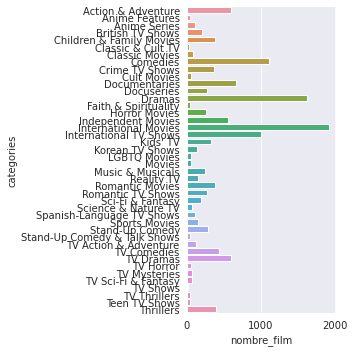 Action & Adventure
Anime Features
Anime Series
British TV Shows
Children & Family Movies
Classic & Cult TV
Classic Movies
Comedies
Crime TV Shows
Cult Movies
Documentaries
Docuseries
Dramas
Faith & Spirituality
Horror Movies
Independent Movies
International Movies
International TV Shows
Kids' TV
Korean TV Shows
LGBTQ Movies
Movies
Music & Musicals
Reality TV
Romantic Movies
Romantic TV Shows
Sci-Fi & Fantasy
Science & Nature TV
Spanish-Language TV Shows
Sports Movies
Stand-Up Comedy
Stand-Up Comedy & Talk Shows
TV Action & Adventure
TV Comedies
TV Dramas
TV Horror
TV Mysteries
TV Sci-Fi & Fantasy
TV Shows
TV Thrillers
Teen TV Shows
Thrillers
categories
0 1000 2000
nombre_film